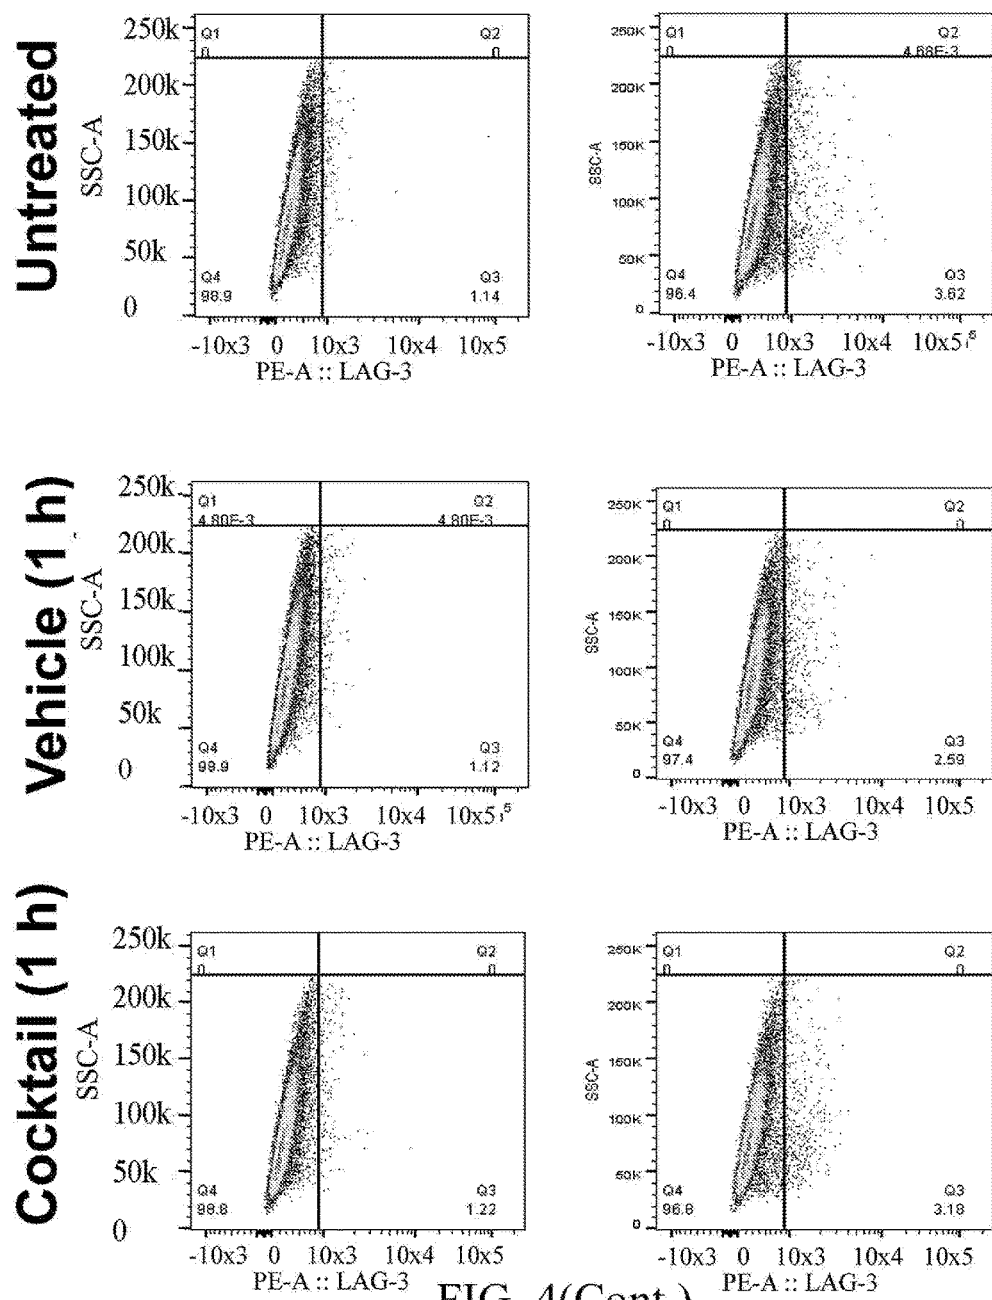 Untreated
250k
200k
150k
100k
50k
0
SSC-A
Q1
0
Q2
0
Q4
98.9
Q3
1.14
-10x3 0 10x3 10x4 10x5
PE-A :: LAG-3
250K
200K
150K
100K
50K
0
SSC-A
Q1
0
Q2
4.68E-3
Q4
96.4
Q3
3.62
-10x3 0 10x3 10x4 10x5
PE-A :: LAG-3
Vehicle (1 h)
250k
200k
150k
100k
50k
0
SSC-A
Q1
4.80E-3
Q2
4.80E-3
Q4
98.9
Q3
1.12
-10x3 0 10x3 10x4 10x5
PE-A :: LAG-3
250K
200K
150K
100K
50K
0
SSC-A
Q1
0
Q2
0
Q4
97.4
Q3
2.59
-10x3 0 10x3 10x4 10x5
PE-A :: LAG-3
Cocktail (1 h)
250k
200k
150k
100k
50k
0
SSC-A
Q1
0
Q2
0
Q4
98.8
Q3
1.22
-10x3 0 10x3 10x4 10x5
PE-A :: LAG-3
250K
200K
150K
100K
50K
0
SSC-A
Q1
0
Q2
0
Q4
96.8
Q3
3.18
-10x3 0 10x3 10x4 10x5
PE-A :: LAG-3
FIG. 4(Cont.)